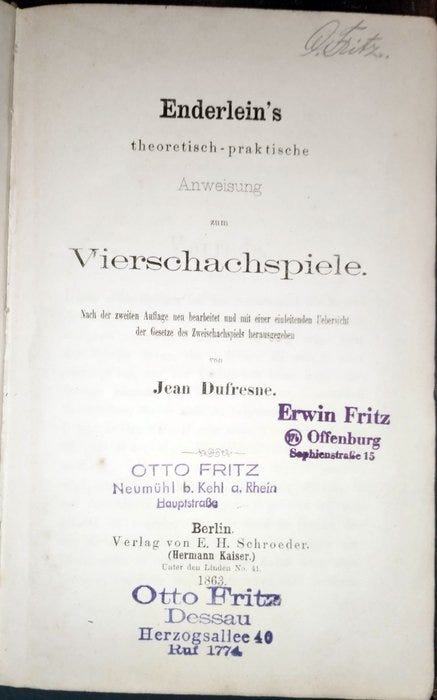 O. Fritz.
Enderlein's
theoretisch-praktische
Anweisung
zum
Vierschachspiele.
Nach der zweiten Auflage neu bearbeitet und mit einer einleitenden Uebersicht
der Gesetze des Zweischachspiels herausgegeben
von
Jean Dufresne.
Erwin Fritz
Offenburg
Sophienstraße 15
OTTO FRITZ
Neumühl b. Kehl a. Rhein
Hauptstraße
Berlin.
Verlag von E. H. Schroeder.
(Hermann Kaiser.)
Unter den Linden No. 41.
1863.
Otto Fritz
Dessau
Herzogsallee 40
Ruf 1774